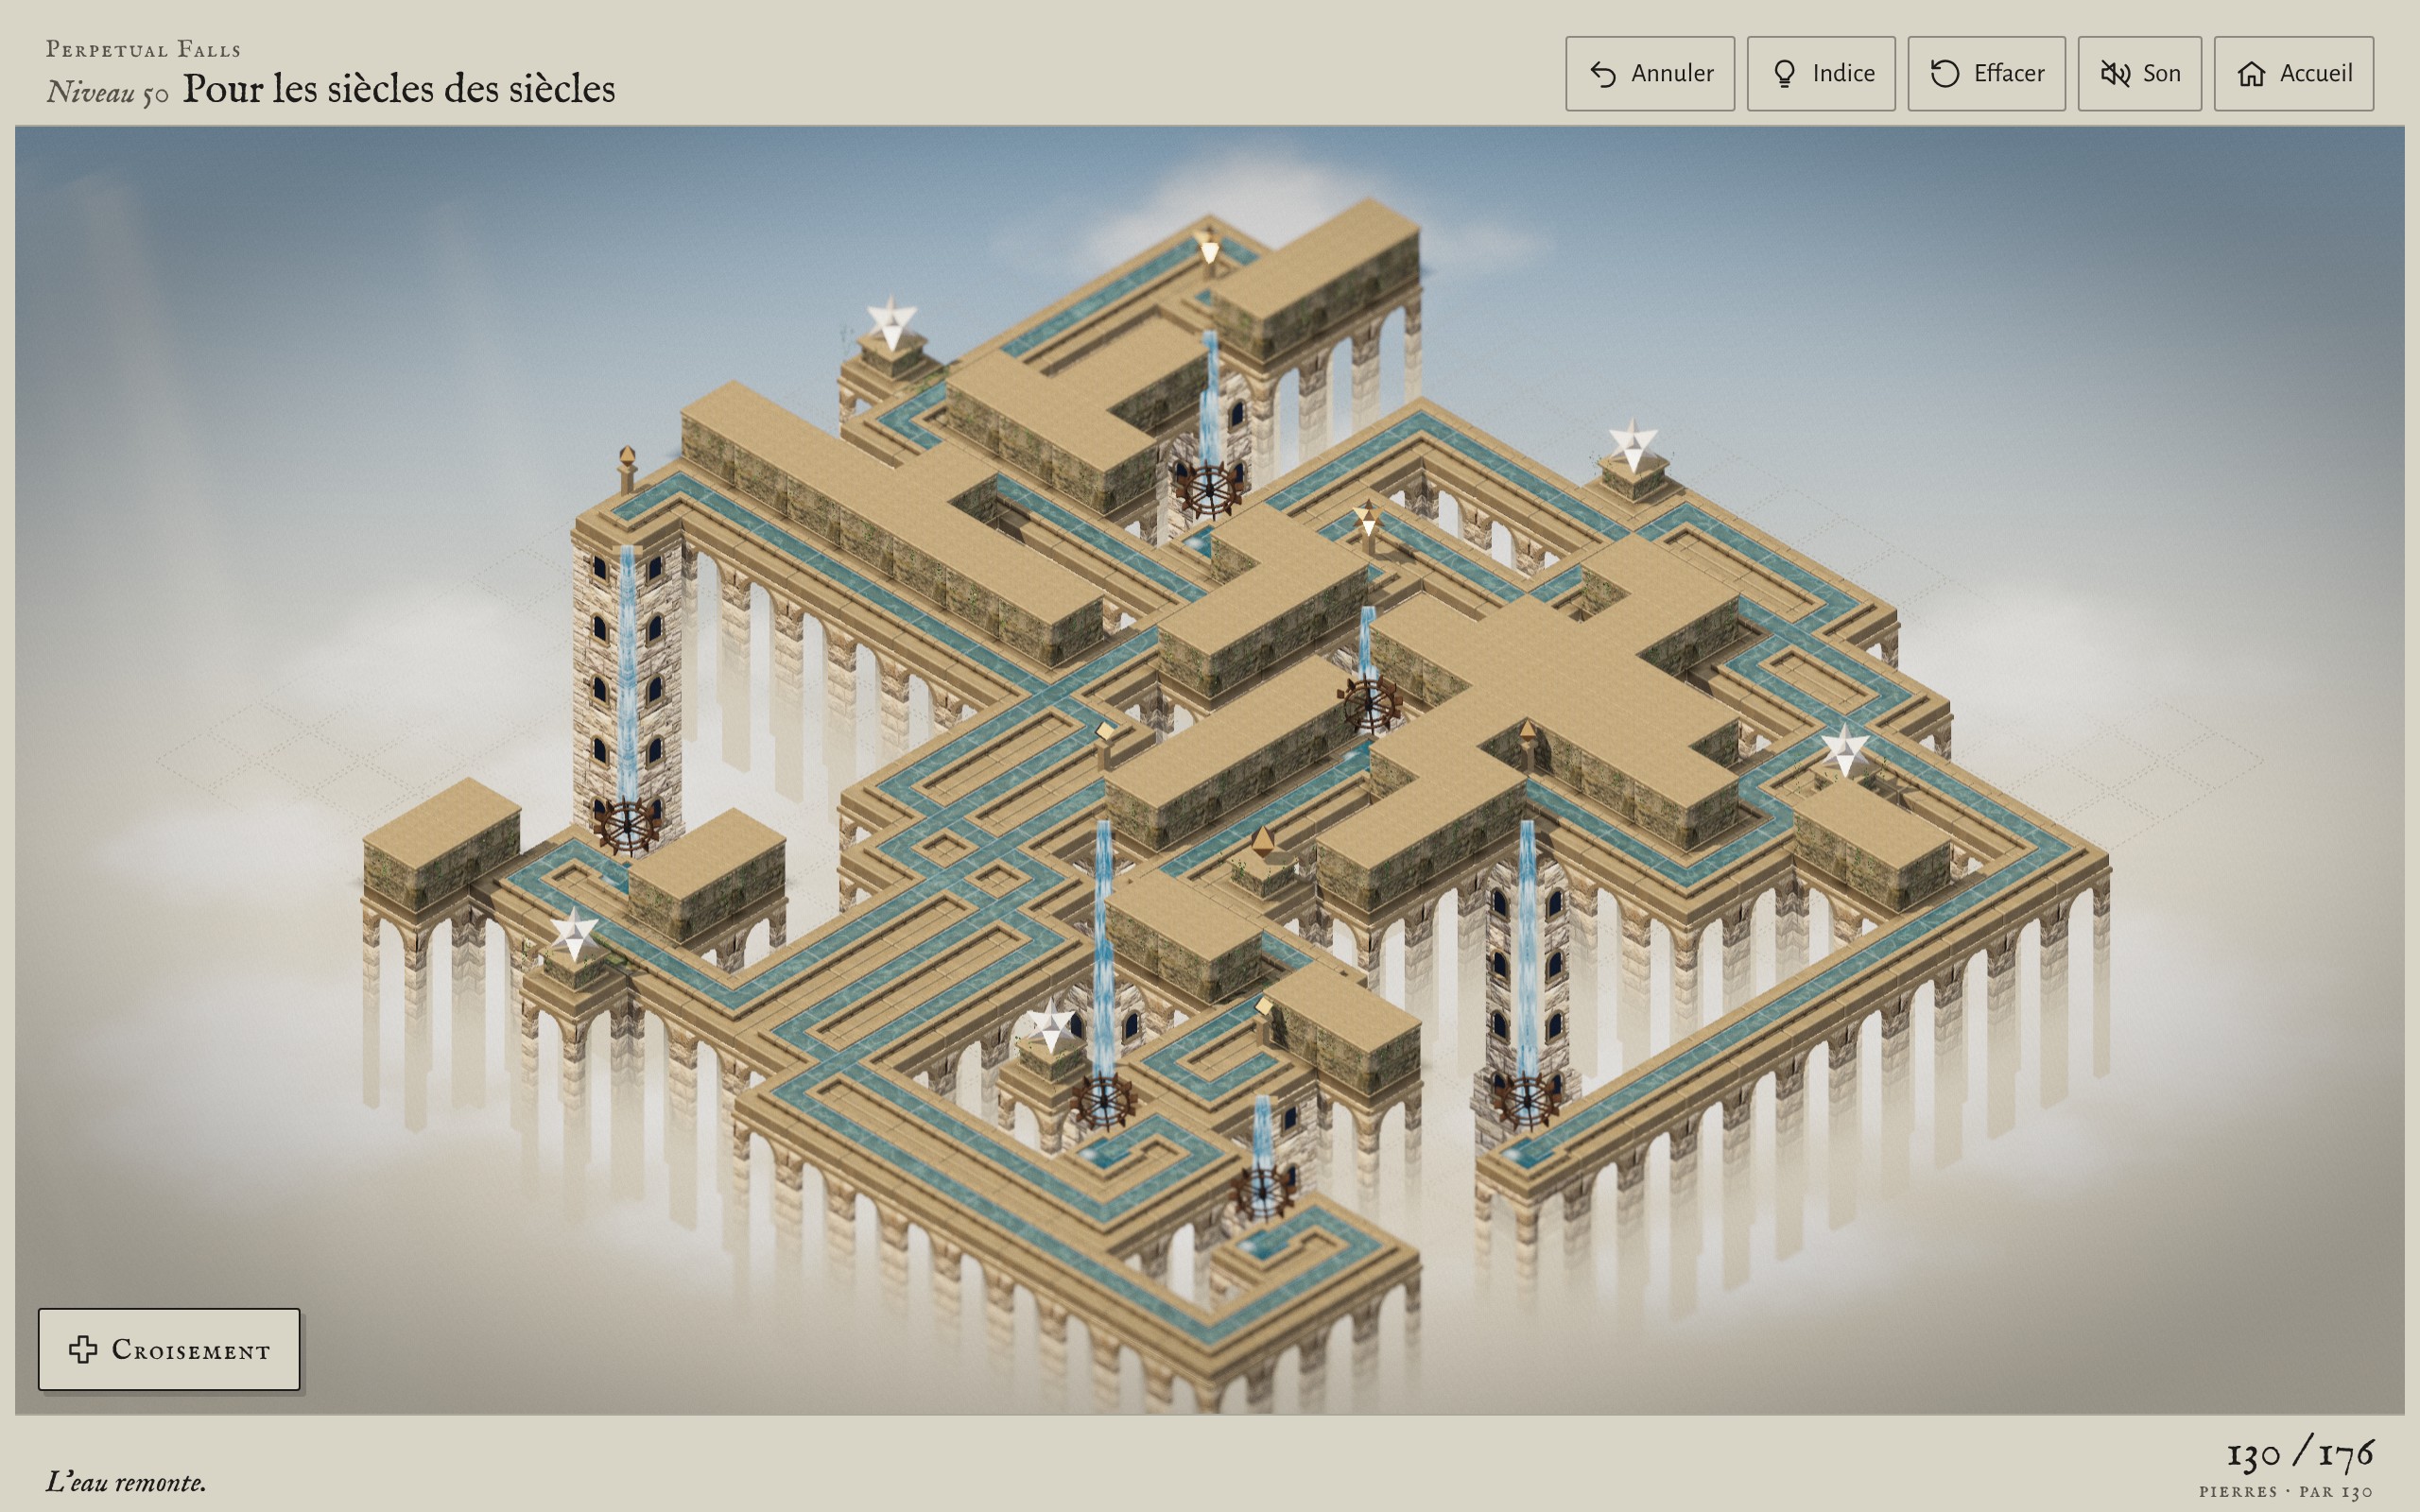 Perpetual Falls
Niveau 50 Pour les siècles des siècles
Annuler
Indice
Effacer
Son
Accueil
Croisement
L'eau remonte.
130 / 176
pierres · par 130